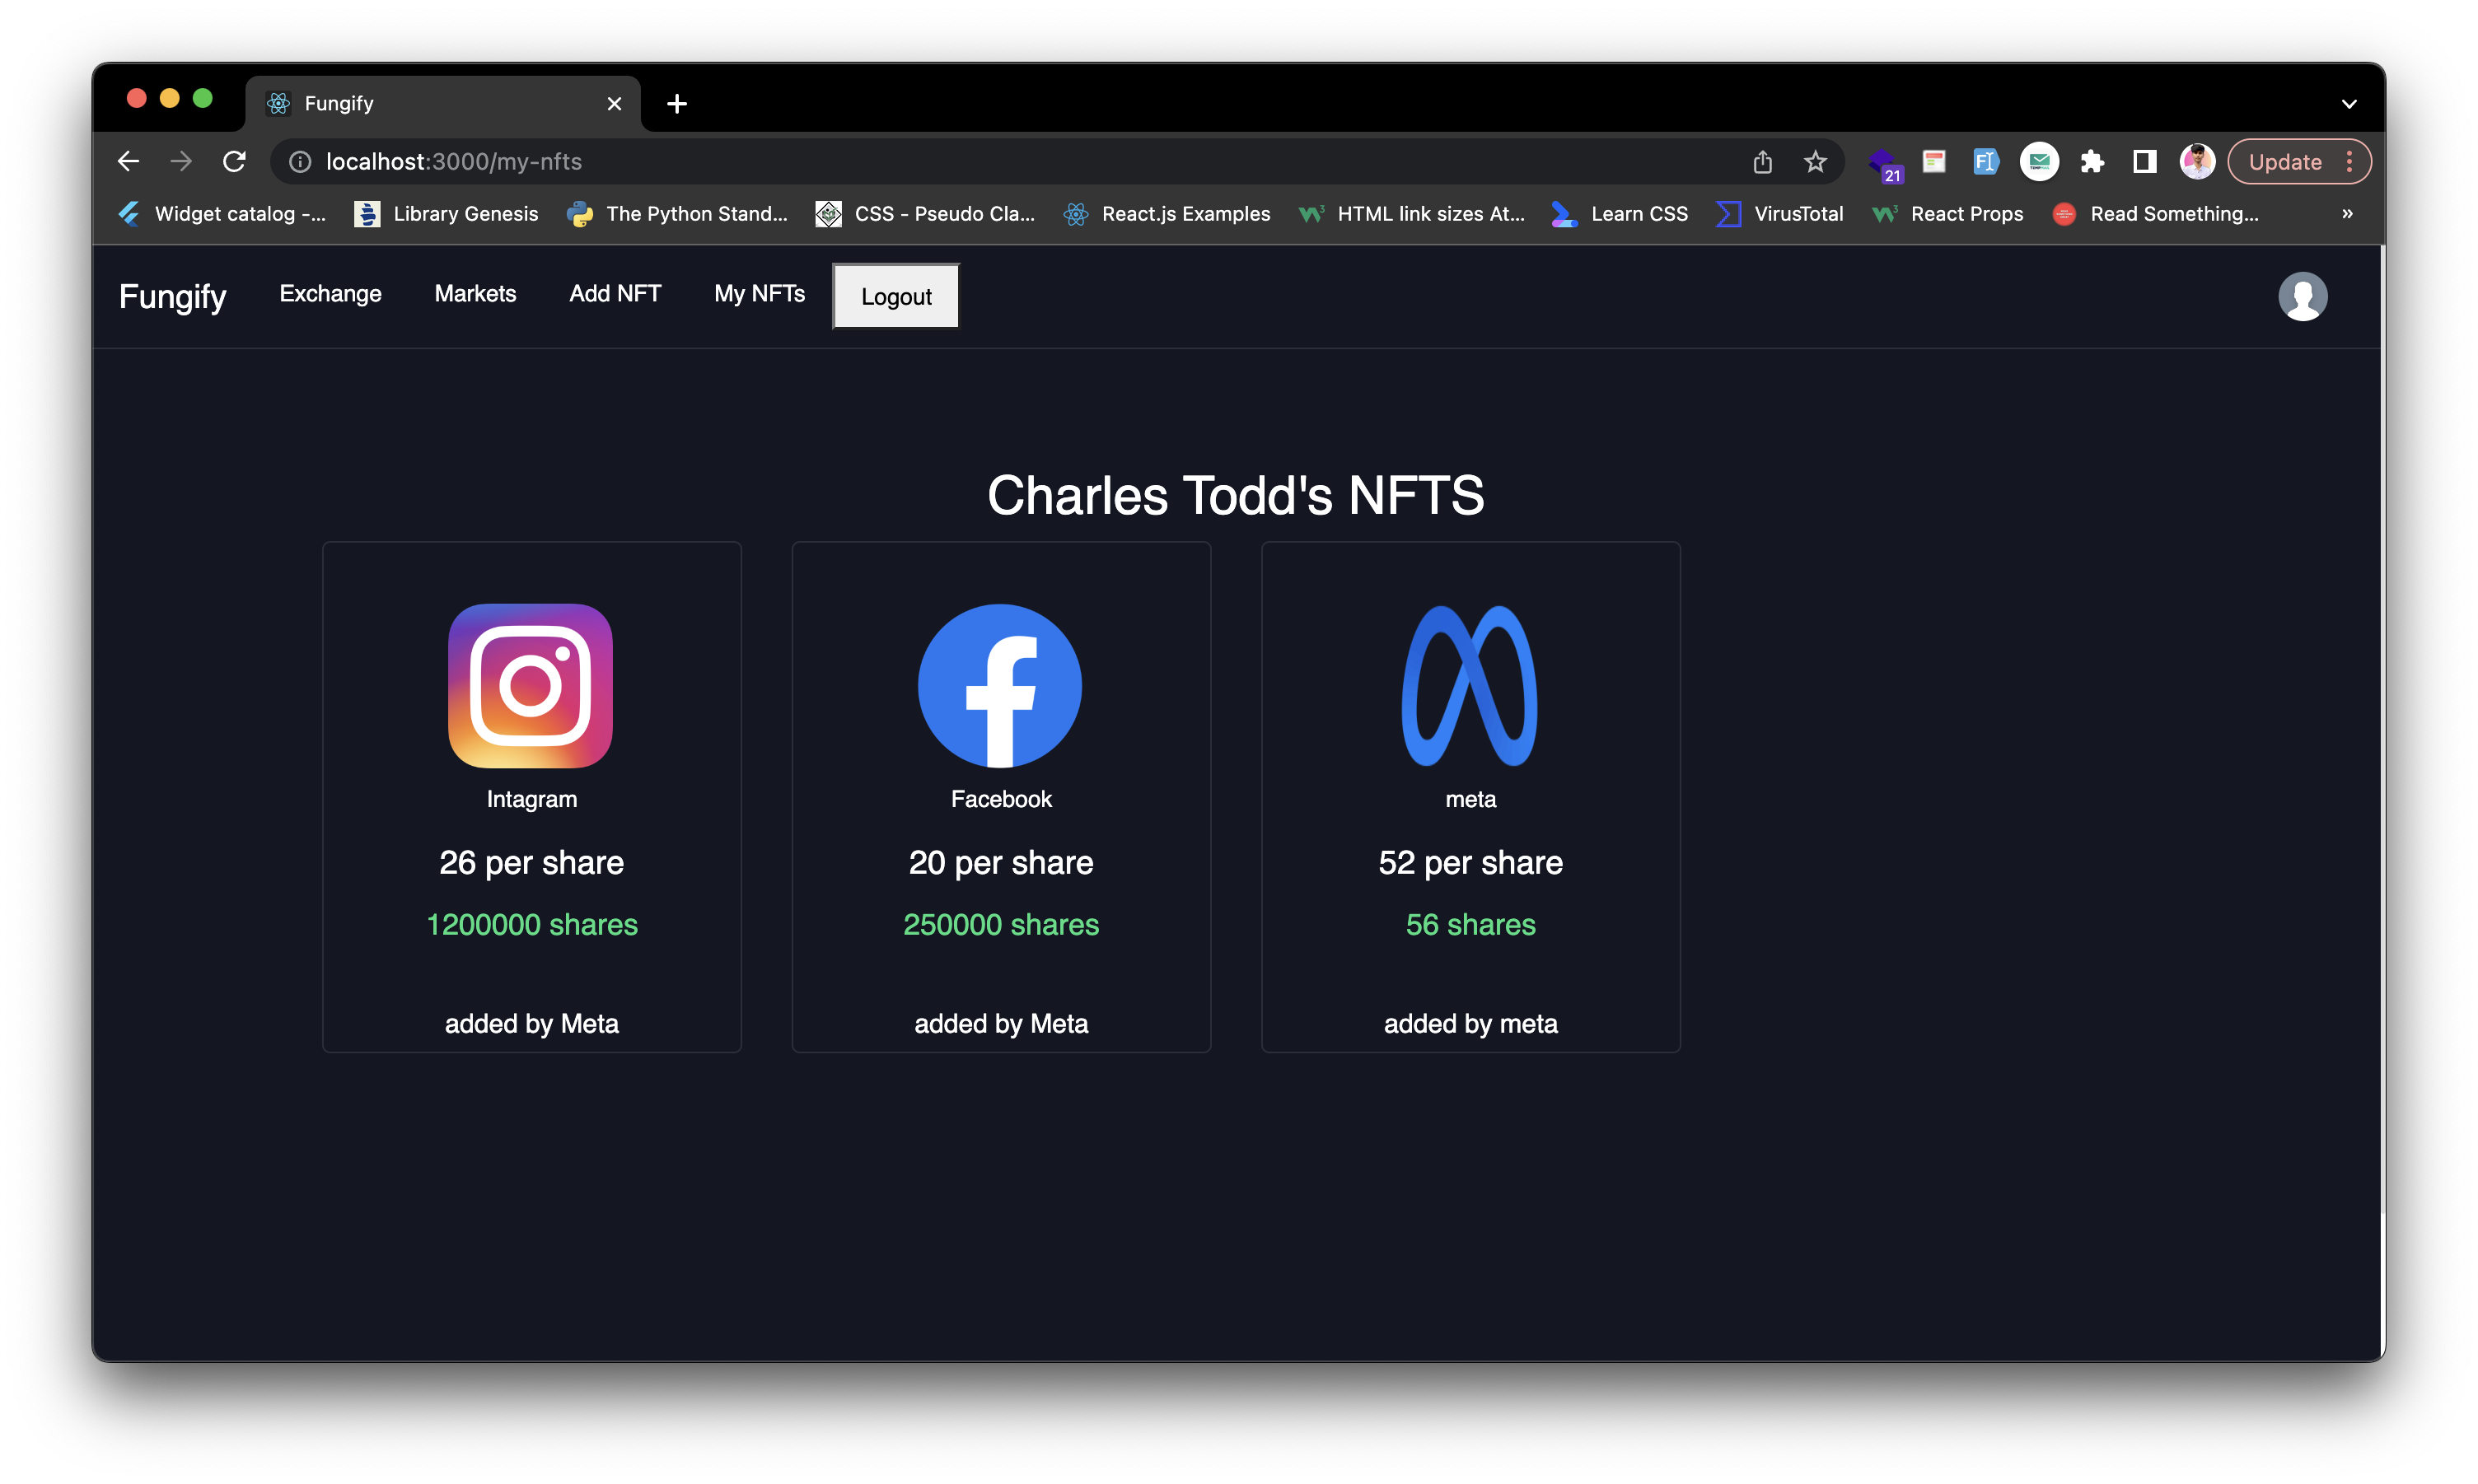 Fungify
localhost:3000/my-nfts
21
Update
Widget catalog -... Library Genesis The Python Stand... CSS - Pseudo Cla... React.js Examples HTML link sizes At... Learn CSS VirusTotal React Props Read Something... »
Fungify Exchange Markets Add NFT My NFTs Logout
Charles Todd's NFTS
Intagram Facebook meta
26 per share 20 per share 52 per share
1200000 shares 250000 shares 56 shares
added by Meta added by Meta added by meta